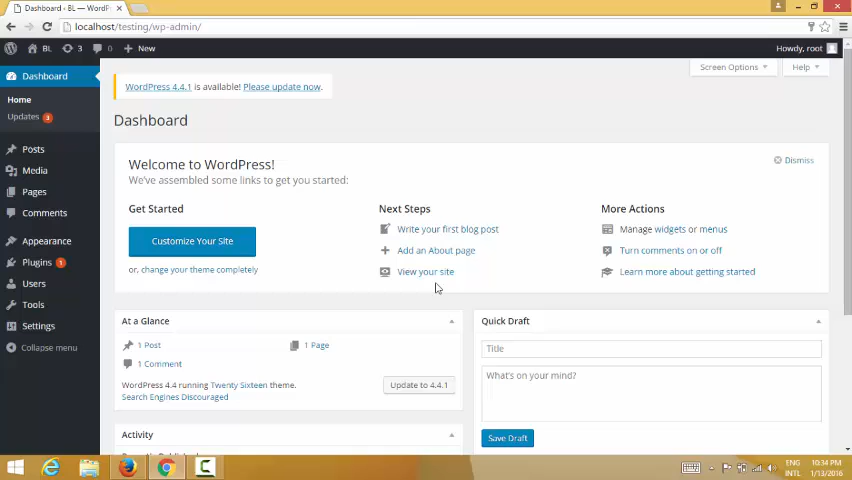 Dashboard ‹ BL — WordPr
localhost/testing/wp-admin/
BL 3 0 New Howdy, root
Dashboard
Home
Updates 3
Posts
Media
Pages
Comments
Appearance
Plugins 1
Users
Tools
Settings
Collapse menu
Screen Options Help
WordPress 4.4.1 is available! Please update now.
Dashboard
Welcome to WordPress!
We've assembled some links to get you started:
Dismiss
Get Started
Customize Your Site
or, change your theme completely
Next Steps
Write your first blog post
Add an About page
View your site
More Actions
Manage widgets or menus
Turn comments on or off
Learn more about getting started
At a Glance
1 Post 1 Page
1 Comment
WordPress 4.4 running Twenty Sixteen theme.
Update to 4.4.1
Search Engines Discouraged
Activity
Quick Draft
Title
What's on your mind?
Save Draft
ENG 10:34 PM
INTL 1/13/2016